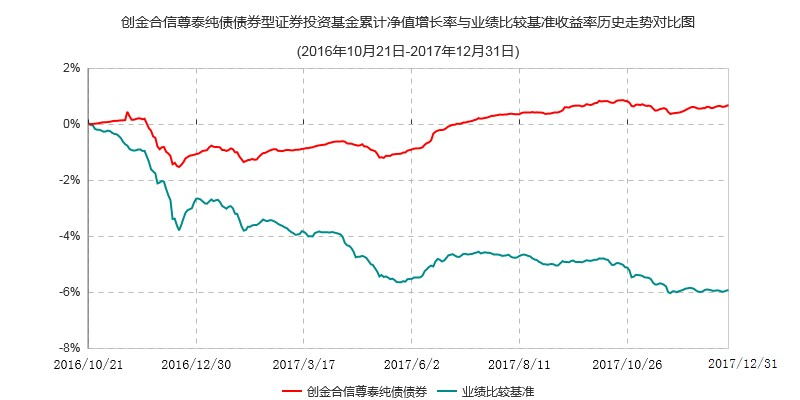 创金合信尊泰纯债债券型证券投资基金累计净值增长率与业绩比较基准收益率历史走势对比图
(2016年10月21日-2017年12月31日)
2%
0%
-2%
-4%
-6%
-8%
2016/10/21 2016/12/30 2017/3/17 2017/6/2 2017/8/11 2017/10/26 2017/12/31
创金合信尊泰纯债债券 业绩比较基准